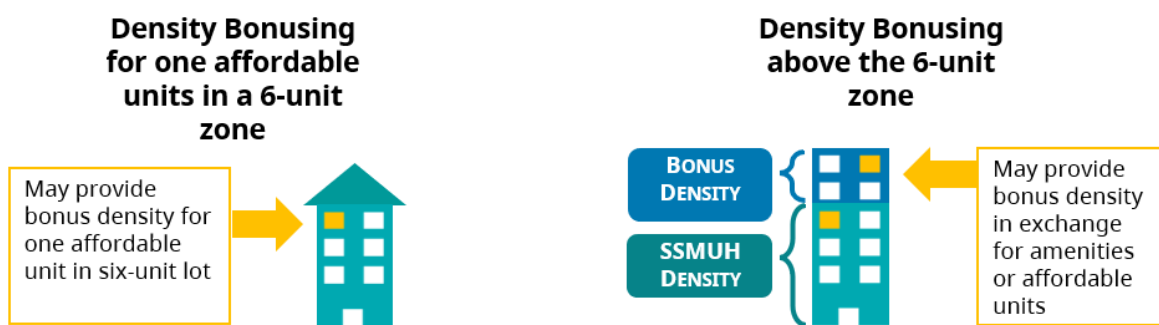 Density Bonusing
for one affordable
units in a 6-unit
zone
May provide
bonus density for
one affordable
unit in six-unit lot
Density Bonusing
above the 6-unit
zone
BONUS
DENSITY
SSMUH
DENSITY
May provide
bonus density
in exchange
for amenities
or affordable
units